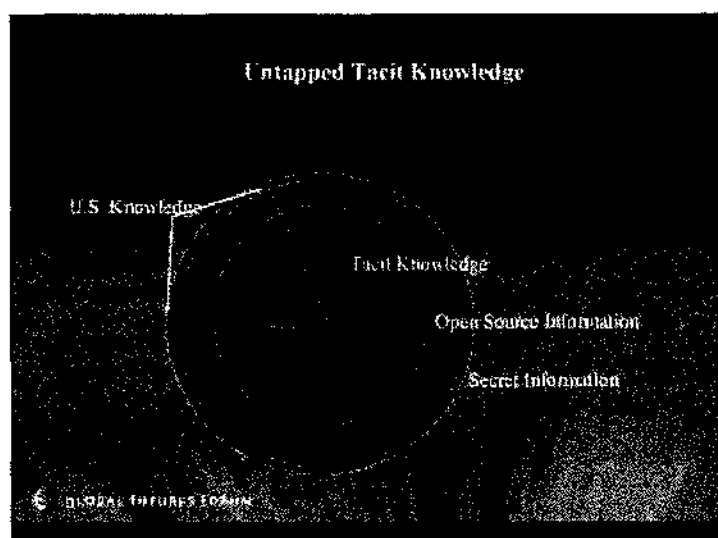 Untapped Tacit Knowledge
U.S. Knowledge
Tacit Knowledge
Open Source Information
Secret Information
GLOBAL FUTURES FORUM